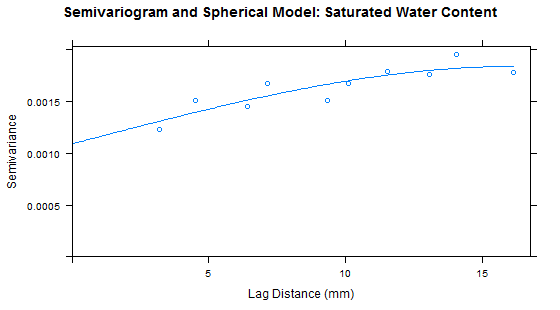 Semivariogram and Spherical Model: Saturated Water Content
Semivariance
0.0015
0.0010
0.0005
5
10
15
Lag Distance (mm)